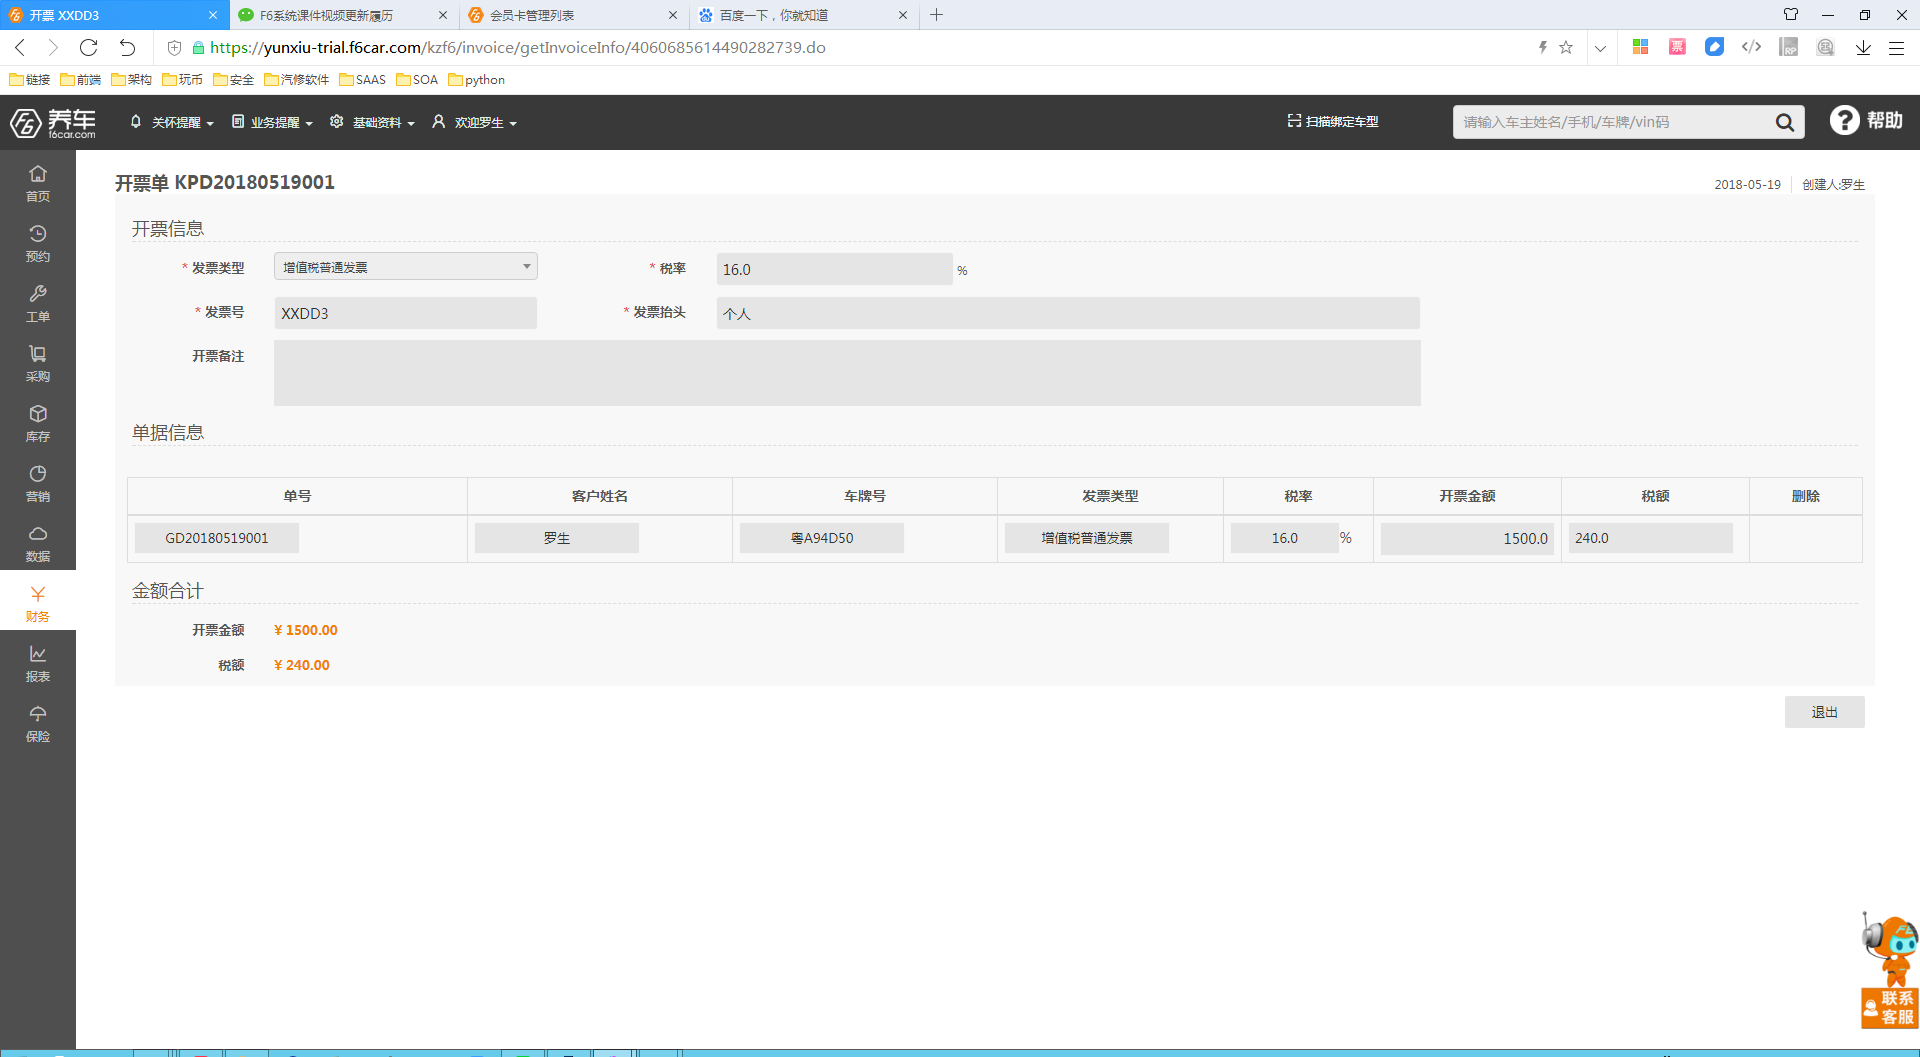 开票 XXDD3
F6系统课件视频更新履历
会员卡管理列表
百度一下，你就知道
https://yunxiu-trial.f6car.com/kzf6/invoice/getInvoiceInfo/4060685614490282739.do
票
链接 前端 架构 玩币 安全 汽修软件 SAAS SOA python
养车
f6car.com
关怀提醒 业务提醒 基础资料 欢迎罗生
扫描绑定车型
请输入车主姓名/手机/车牌/vin码
帮助
首页
预约
工单
采购
库存
营销
数据
财务
报表
保险
开票单 KPD20180519001
2018-05-19 创建人:罗生
开票信息
* 发票类型 增值税普通发票 * 税率 16.0 %
* 发票号 XXDD3 * 发票抬头 个人
开票备注
单据信息
单号 客户姓名 车牌号 发票类型 税率 开票金额 税额 删除
GD20180519001 罗生 粤A94D50 增值税普通发票 16.0 % 1500.0 240.0
金额合计
开票金额 ¥ 1500.00
税额 ¥ 240.00
退出
联系
客服